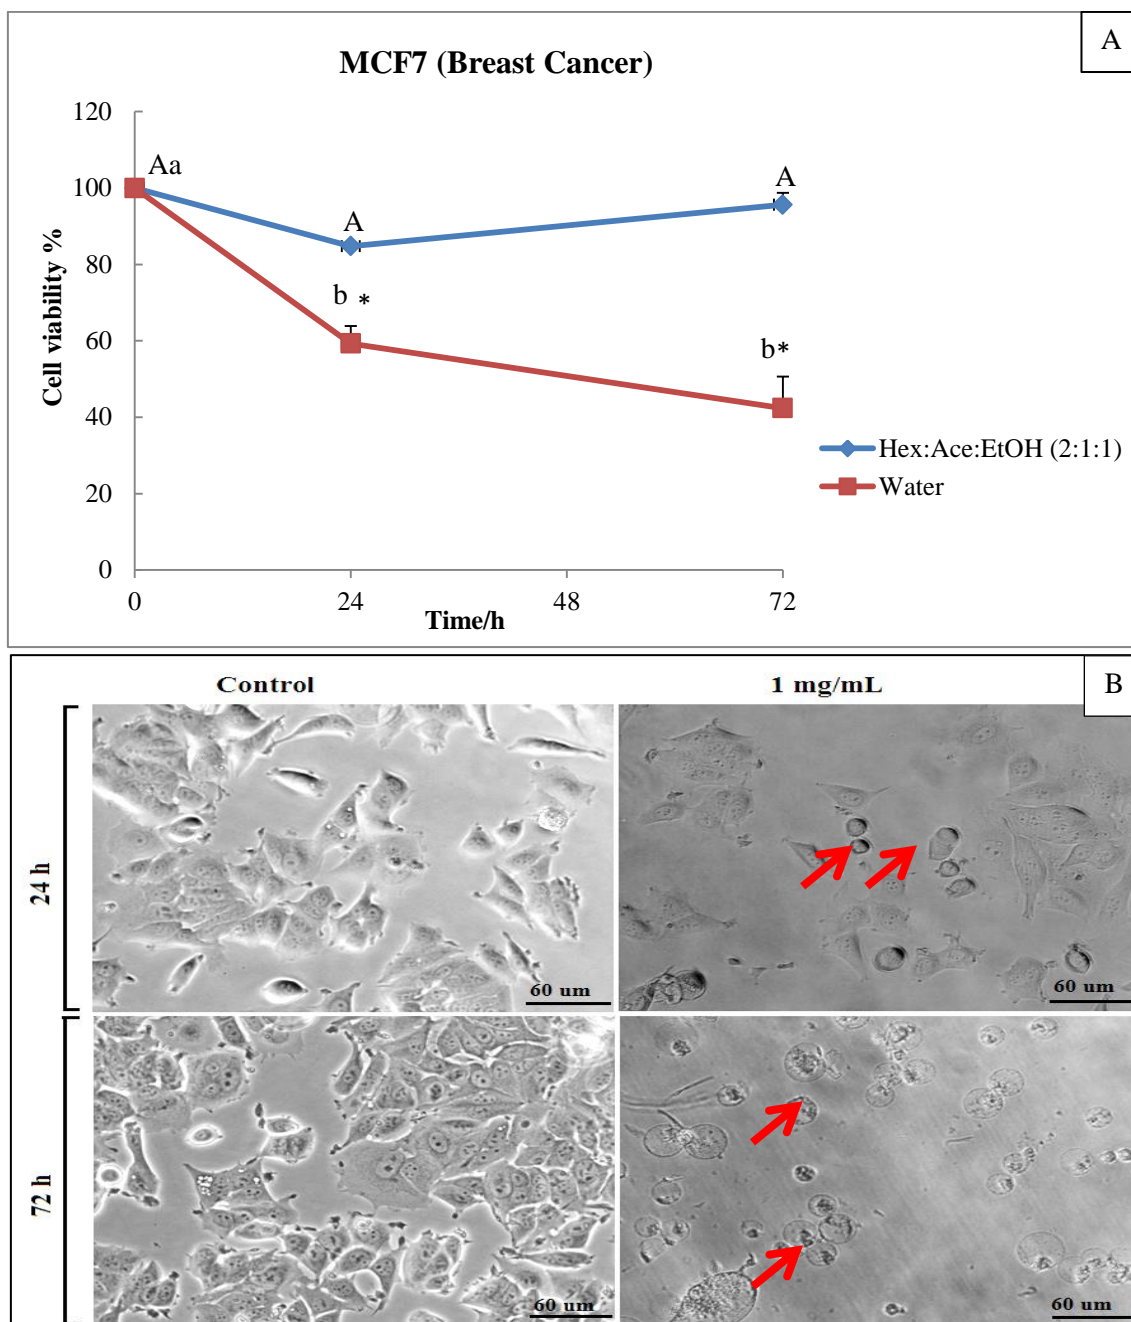 A
MCF7 (Breast Cancer)
120
100
80
60
40
20
0
Cell viability %
Aa
A
A
b *
b*
0
24
48
72
Time/h
Hex:Ace:EtOH (2:1:1)
Water
B
Control
1 mg/mL
24 h
60 um
60 um
72 h
60 um
60 um